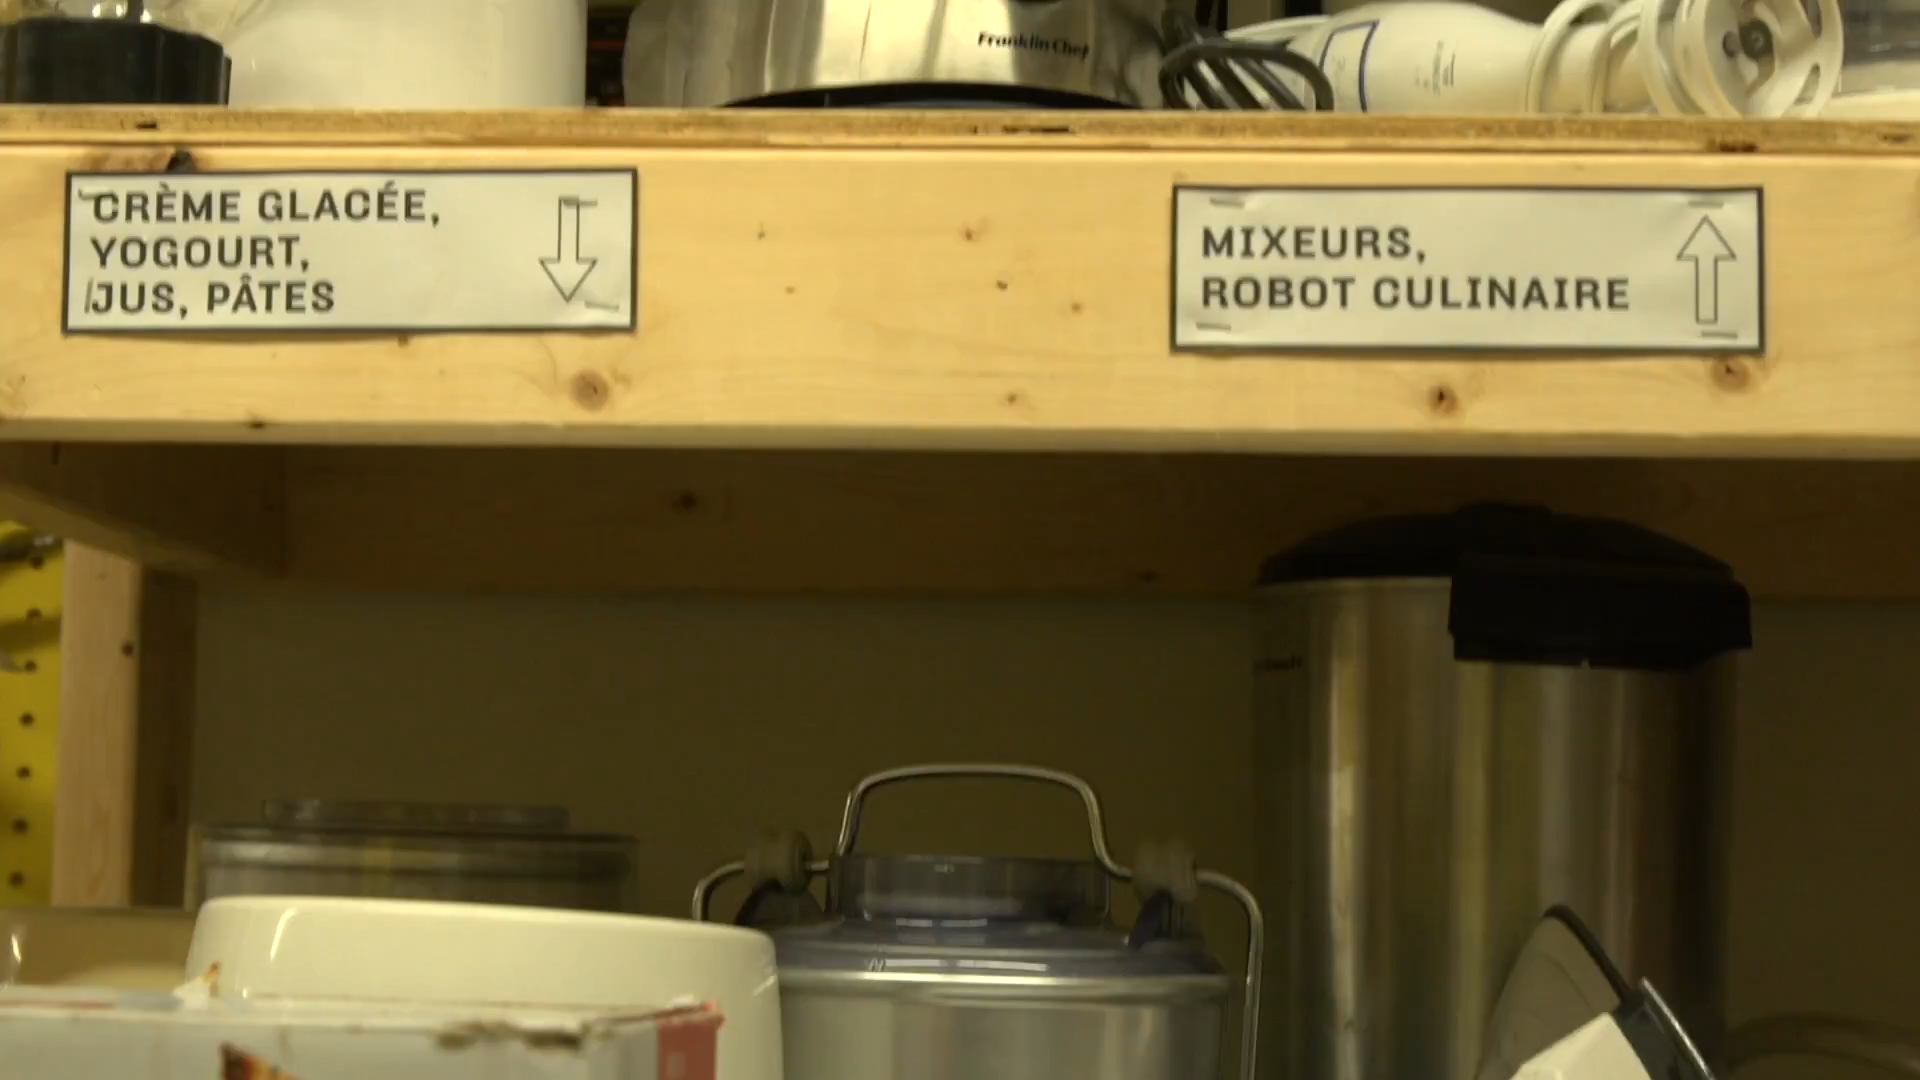 Franklin Chef
CRÈME GLACÉE,
YOGOURT,
JUS, PÂTES
MIXEURS,
ROBOT CULINAIRE